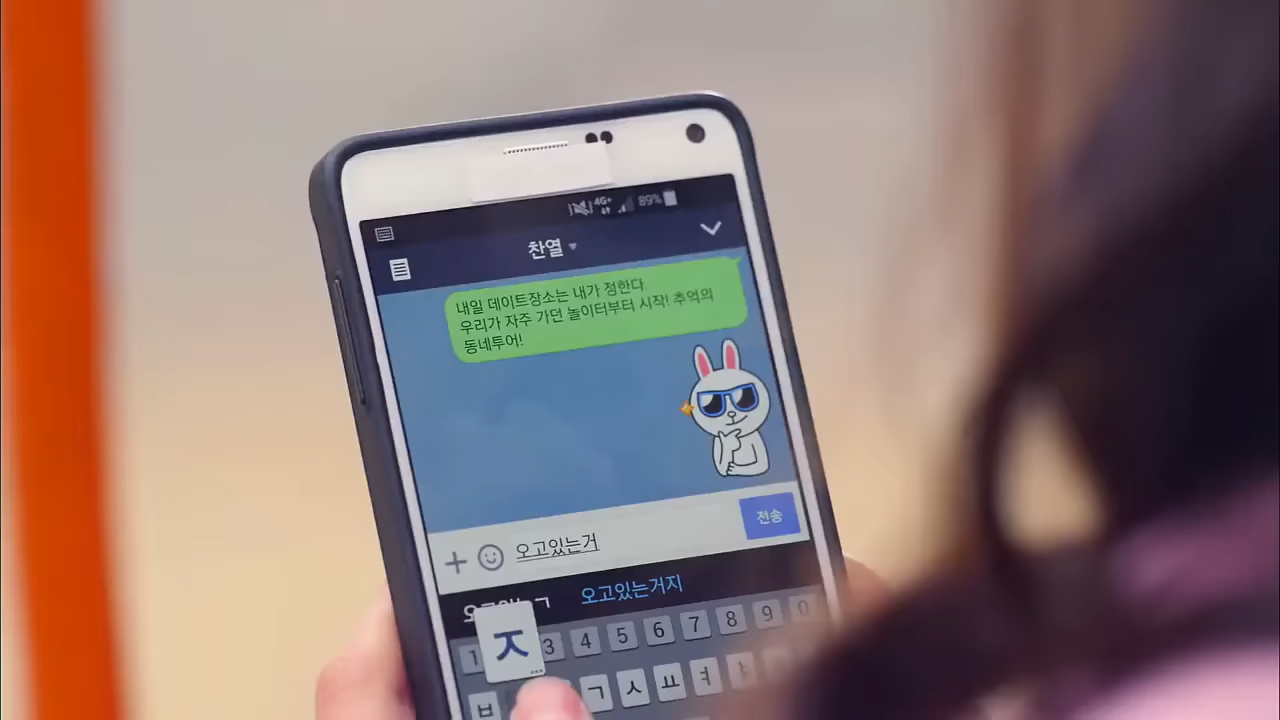 4G+ 89%
찬열
내일 데이트장소는 내가 정한다
우리가 자주 가던 놀이터부터 시작! 추억의
동네투어!
오고있는거
전송
오고있는거지
1 3 4 5 6 7 8 9 0
ㅈ
ㅂ ㄱ ㅅ ㅛ ㅕ ㅑ